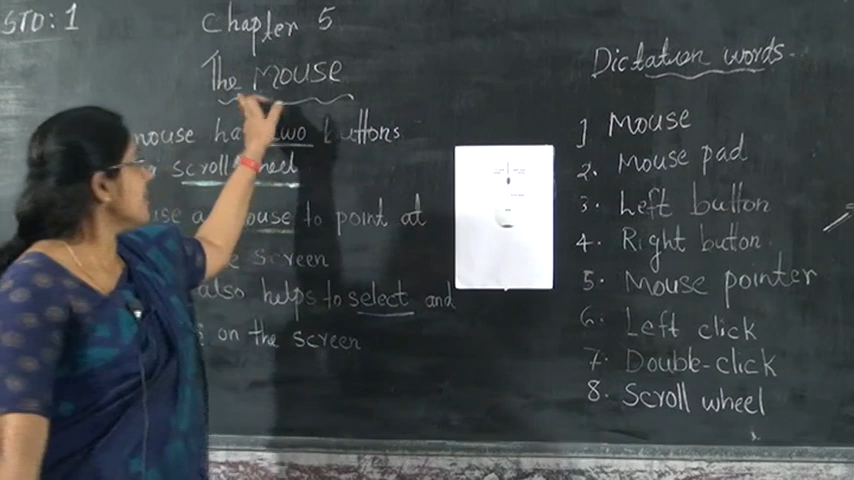 STD: 1
Chapter 5
The Mouse
mouse has two buttons
scroll wheel
use a mouse to point at
screen
also helps to select and
on the screen
Dictation words
1 Mouse
2. Mouse pad
3. Left button
4. Right button
5. Mouse pointer
6. Left click
7. Double-click
8. Scroll wheel